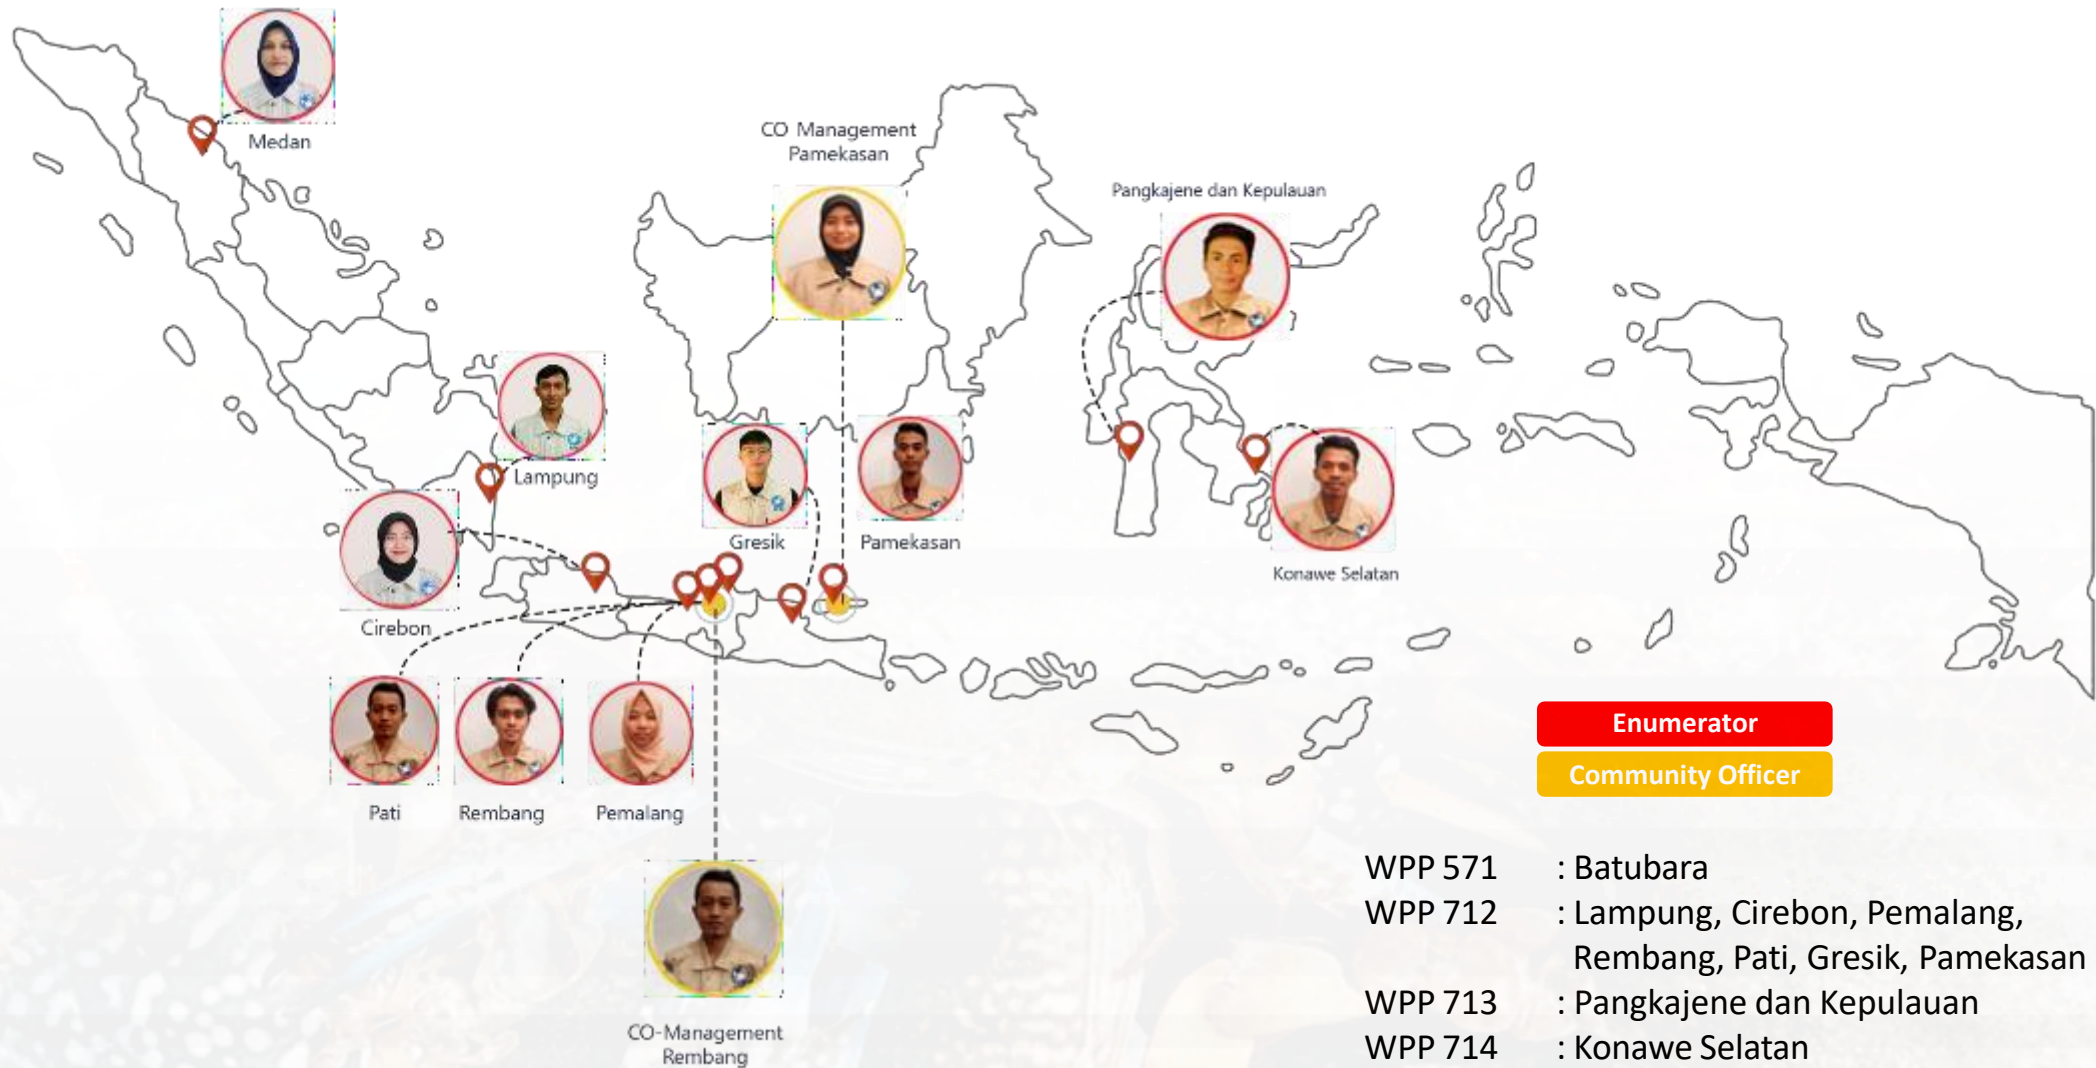 Medan
CO Management
Pamekasan
Pangkajene dan Kepulauan
Lampung
Gresik
Pamekasan
Konawe Selatan
Cirebon
Pati
Rembang
Pemalang
CO-Management
Rembang
Enumerator
Community Officer
WPP 571 : Batubara
WPP 712 : Lampung, Cirebon, Pemalang,
Rembang, Pati, Gresik, Pamekasan
WPP 713 : Pangkajene dan Kepulauan
WPP 714 : Konawe Selatan